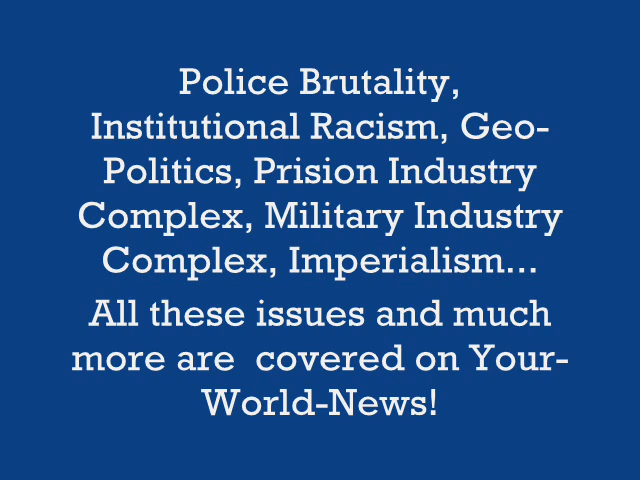 Police Brutality,
Institutional Racism, Geo-
Politics, Prision Industry
Complex, Military Industry
Complex, Imperialism...
All these issues and much
more are  covered on Your-
World-News!